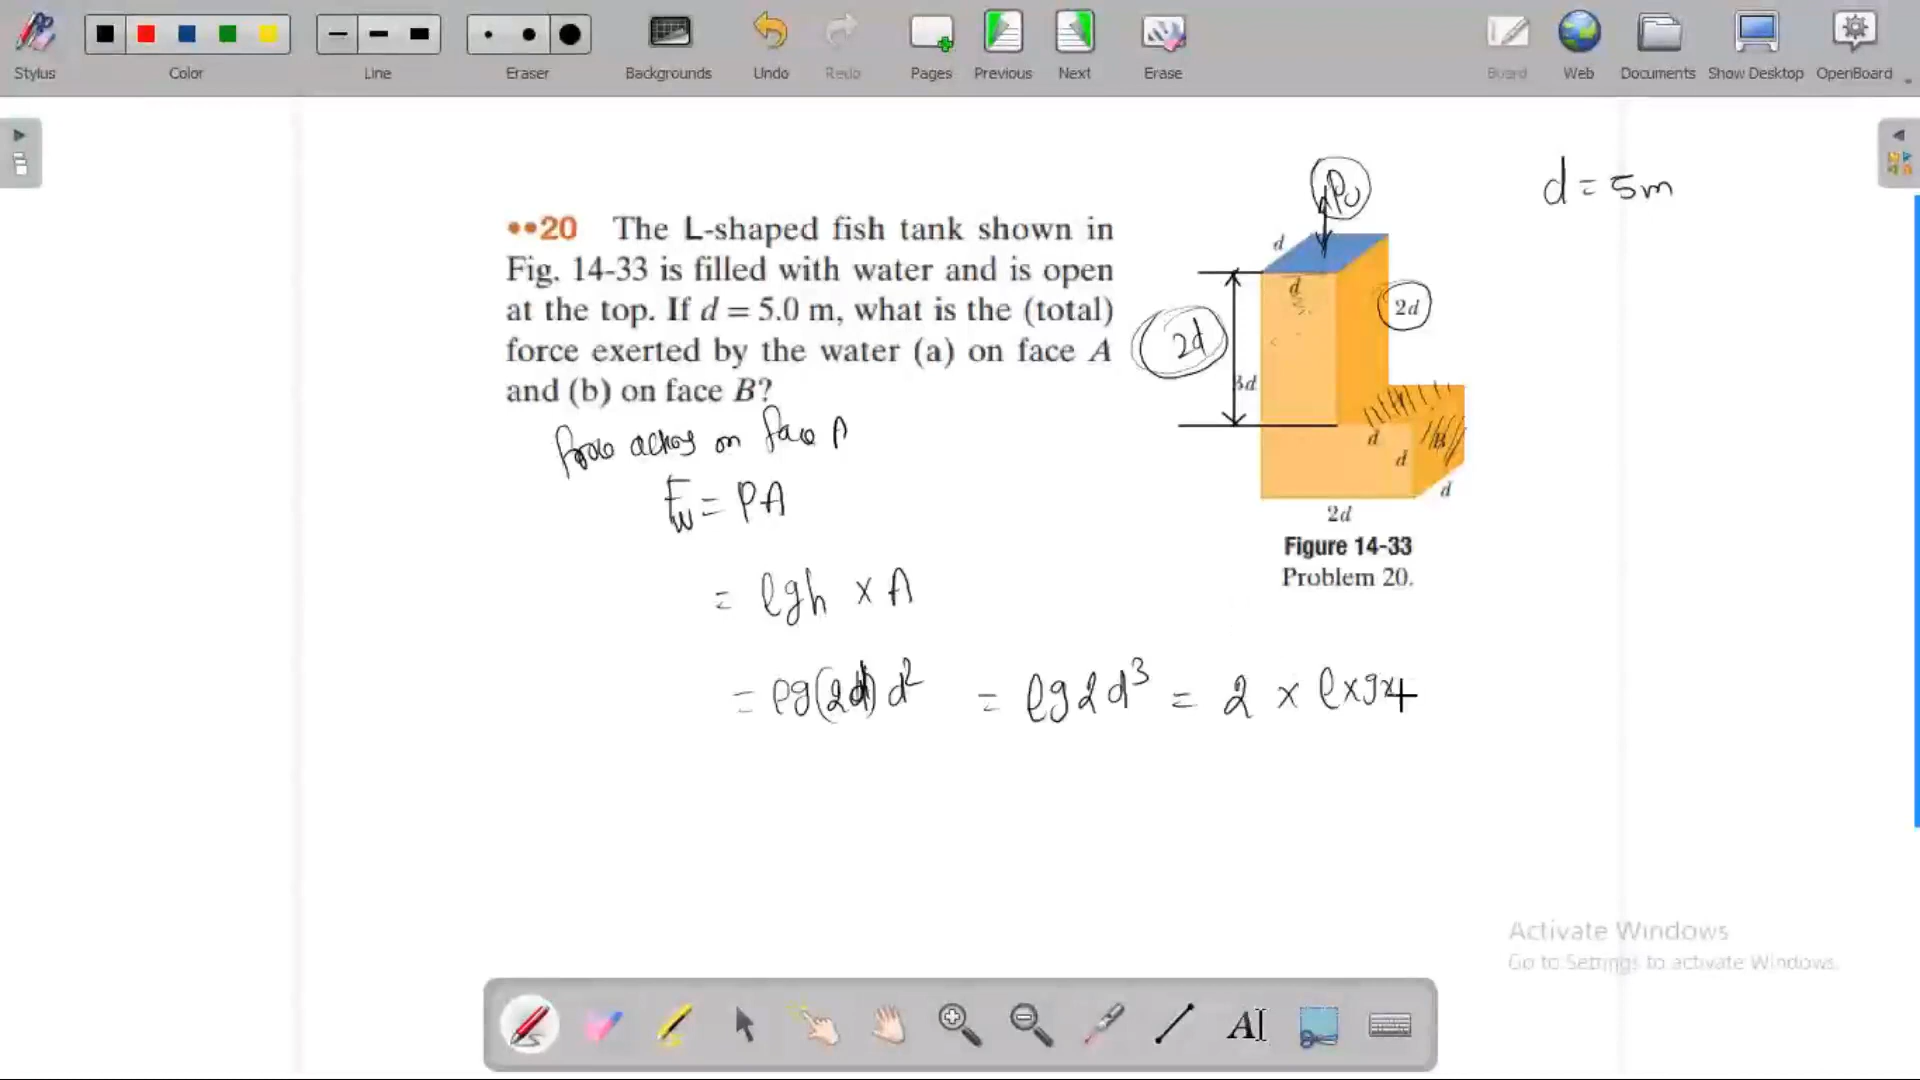 Stylus Color Line Eraser Backgrounds Undo Redo Pages Previous Next Erase Board Web Documents Show Desktop OpenBoard
d = 5m
P0
••20 The L-shaped fish tank shown in
Fig. 14-33 is filled with water and is open
at the top. If d = 5.0 m, what is the (total)
force exerted by the water (a) on face A
and (b) on face B?
d
d
2d
2d
3d
d
B
d
d
2d
Figure 14-33
Problem 20.
on face A
Fw = PA
= ρgh × A
= ρg(2d)d² = ρg2d³ = 2 × ρ×g×
Activate Windows
Go to Settings to activate Windows.
AI